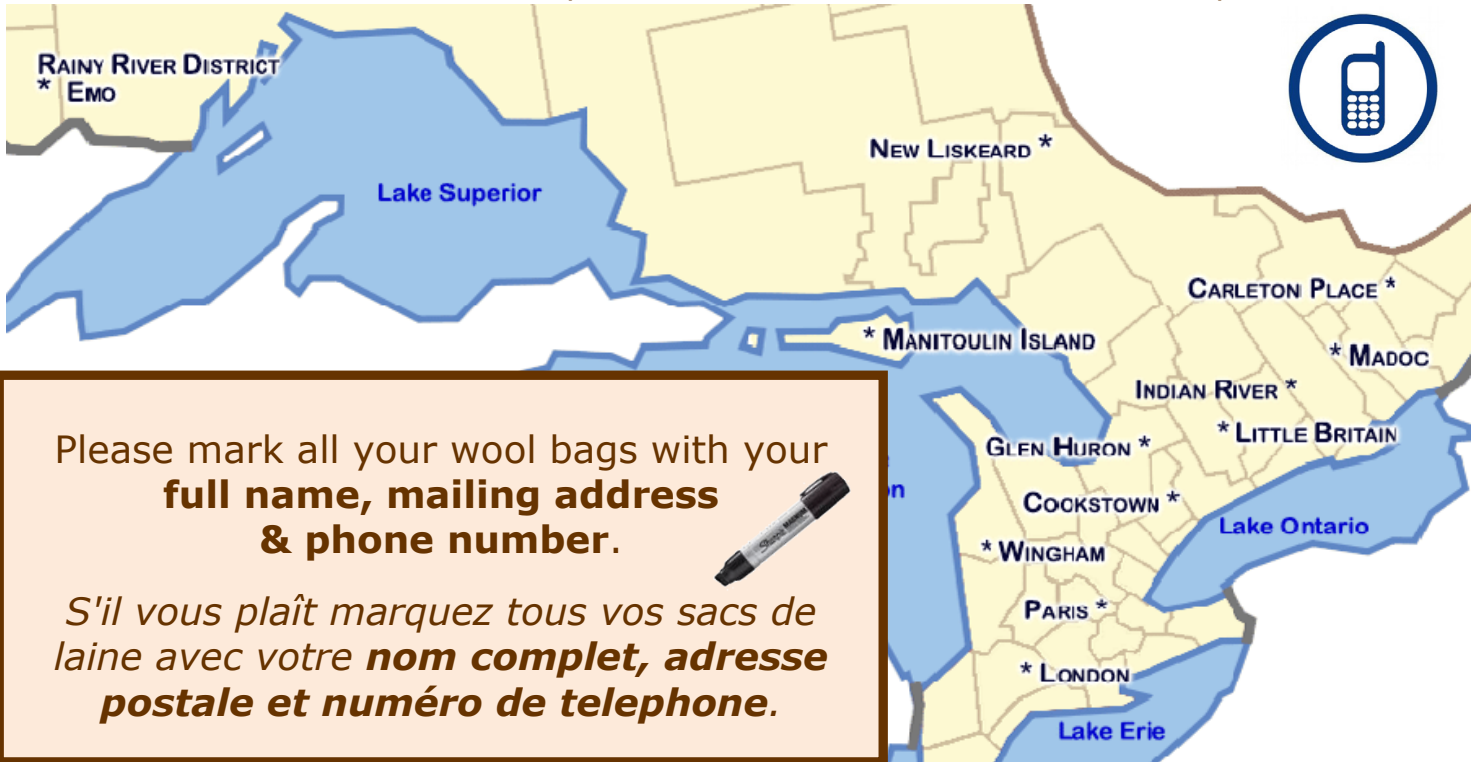 RAINY RIVER DISTRICT
* EMO
NEW LISKEARD *
Lake Superior
CARLETON PLACE *
* MANITOULIN ISLAND
* MADOC
INDIAN RIVER *
* LITTLE BRITAIN
GLEN HURON *
COOKSTOWN *
Lake Ontario
* WINGHAM
PARIS *
* LONDON
Lake Erie
Please mark all your wool bags with your
full name, mailing address
& phone number.
S'il vous plaît marquez tous vos sacs de
laine avec votre nom complet, adresse
postale et numéro de telephone.
Sharpie MAGNUM